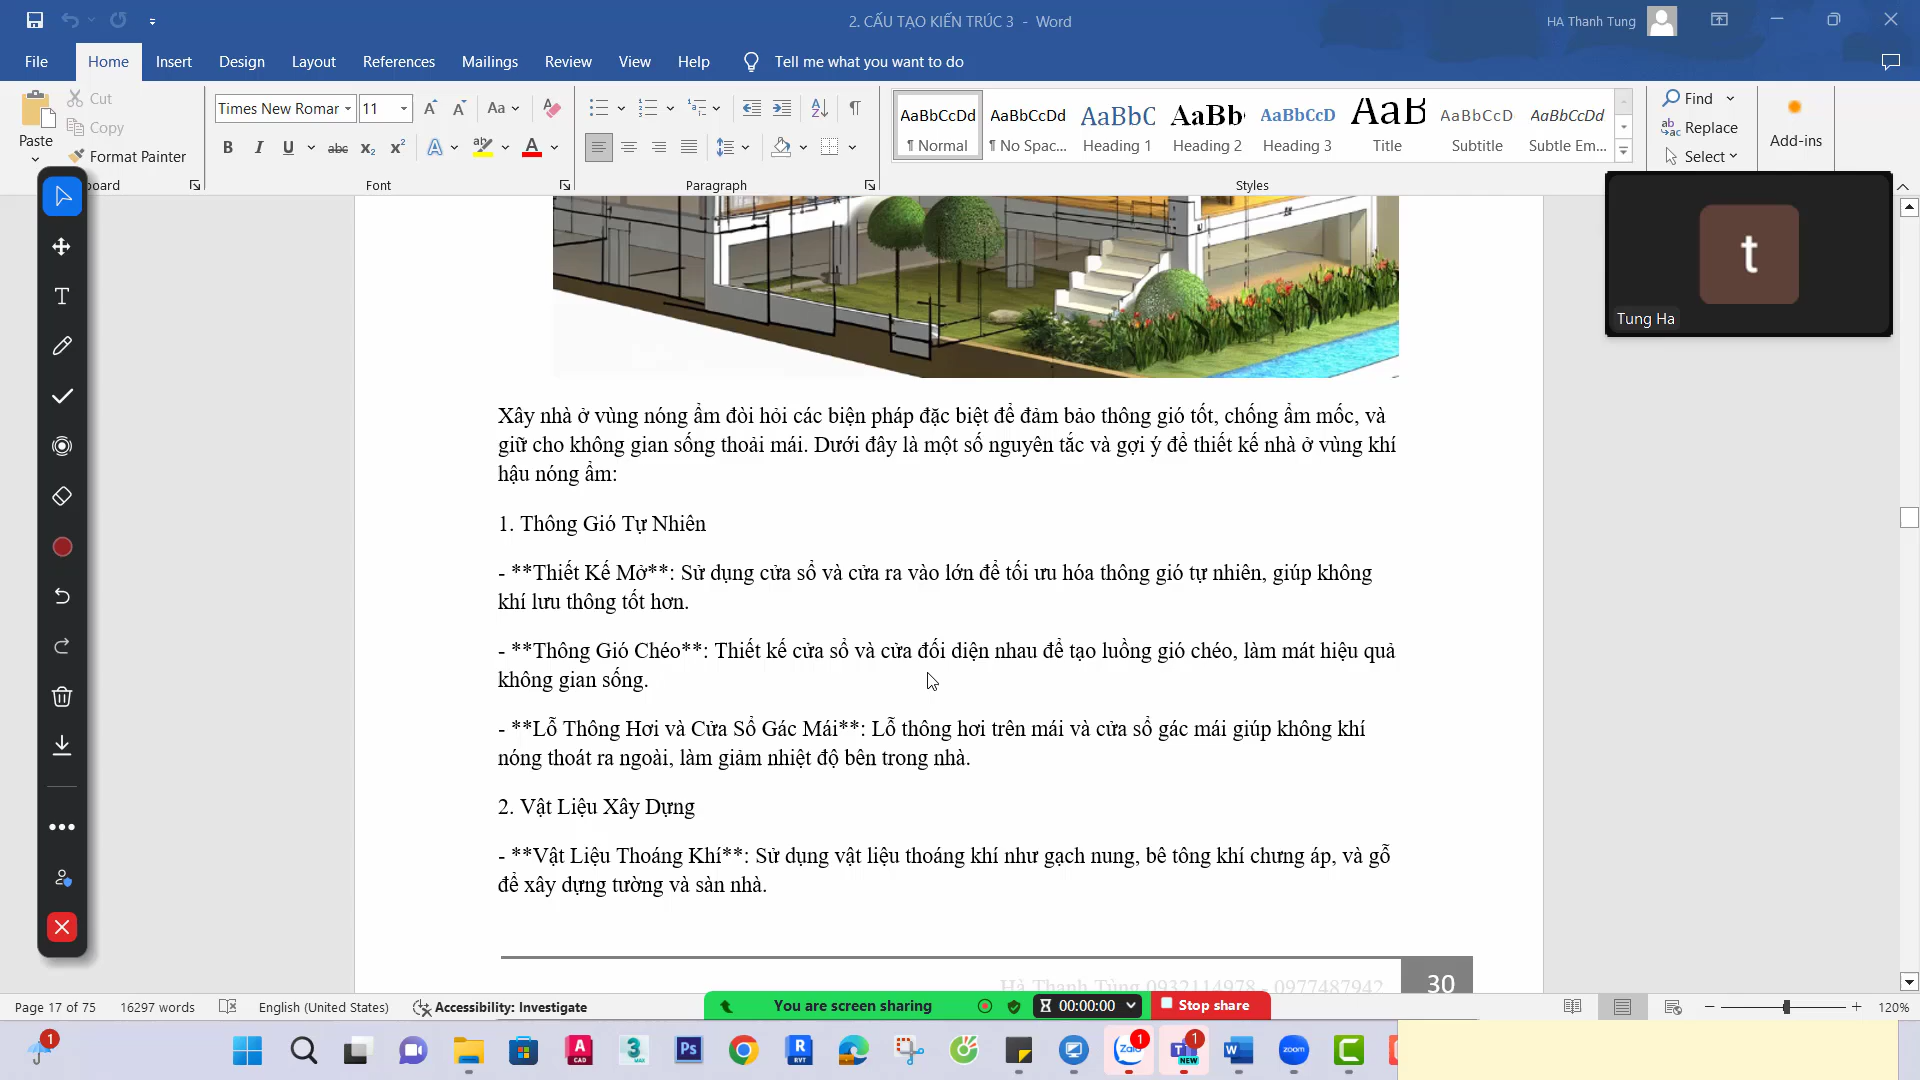 2. CẤU TẠO KIẾN TRÚC 3 - Word
HA Thanh Tung
File Home Insert Design Layout References Mailings Review View Help Tell me what you want to do
Paste
Cut
Copy
Format Painter
board
Times New Romar 11
Font
Paragraph
AaBbCcDd AaBbCcDd AaBbC AaBb AaBbCcD AaB AaBbCcD AaBbCcDd
¶ Normal ¶ No Spac... Heading 1 Heading 2 Heading 3 Title Subtitle Subtle Em...
Styles
Find
Replace
Select
Add-ins
t
Tung Ha
Xây nhà ở vùng nóng ẩm đòi hỏi các biện pháp đặc biệt để đảm bảo thông gió tốt, chống ẩm mốc, và
giữ cho không gian sống thoải mái. Dưới đây là một số nguyên tắc và gợi ý để thiết kế nhà ở vùng khí
hậu nóng ẩm:
1. Thông Gió Tự Nhiên
- **Thiết Kế Mở**: Sử dụng cửa sổ và cửa ra vào lớn để tối ưu hóa thông gió tự nhiên, giúp không
khí lưu thông tốt hơn.
- **Thông Gió Chéo**: Thiết kế cửa sổ và cửa đối diện nhau để tạo luồng gió chéo, làm mát hiệu quả
không gian sống.
- **Lỗ Thông Hơi và Cửa Sổ Gác Mái**: Lỗ thông hơi trên mái và cửa sổ gác mái giúp không khí
nóng thoát ra ngoài, làm giảm nhiệt độ bên trong nhà.
2. Vật Liệu Xây Dựng
- **Vật Liệu Thoáng Khí**: Sử dụng vật liệu thoáng khí như gạch nung, bê tông khí chưng áp, và gỗ
để xây dựng tường và sàn nhà.
Hà Thanh Tùng 0932114978 - 0977487942
30
Page 17 of 75 16297 words English (United States) Accessibility: Investigate
You are screen sharing 00:00:00 Stop share
120%